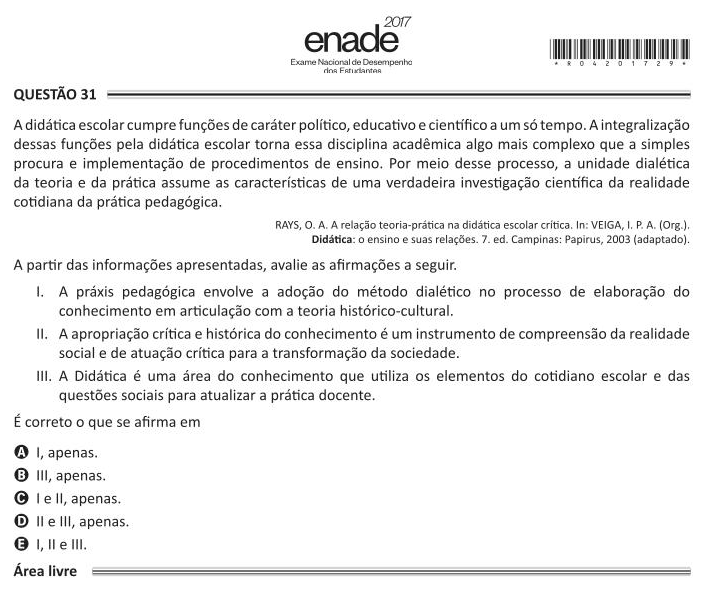 2017
enade
Exame Nacional de Desempenho
dos Estudantes
* R 0 4 2 0 1 7 2 9 *
QUESTÃO 31
A didática escolar cumpre funções de caráter político, educativo e científico a um só tempo. A integralização
dessas funções pela didática escolar torna essa disciplina acadêmica algo mais complexo que a simples
procura e implementação de procedimentos de ensino. Por meio desse processo, a unidade dialética
da teoria e da prática assume as características de uma verdadeira investigação científica da realidade
cotidiana da prática pedagógica.
RAYS, O. A. A relação teoria-prática na didática escolar crítica. In: VEIGA, I. P. A. (Org.).
Didática: o ensino e suas relações. 7. ed. Campinas: Papirus, 2003 (adaptado).
A partir das informações apresentadas, avalie as afirmações a seguir.
I. A práxis pedagógica envolve a adoção do método dialético no processo de elaboração do
conhecimento em articulação com a teoria histórico-cultural.
II. A apropriação crítica e histórica do conhecimento é um instrumento de compreensão da realidade
social e de atuação crítica para a transformação da sociedade.
III. A Didática é uma área do conhecimento que utiliza os elementos do cotidiano escolar e das
questões sociais para atualizar a prática docente.
É correto o que se afirma em
A I, apenas.
B III, apenas.
C I e II, apenas.
D II e III, apenas.
E I, II e III.
Área livre